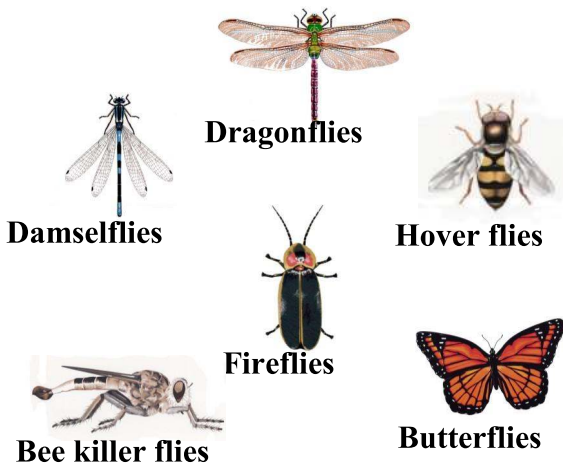 Dragonflies
Damselflies
Hover flies
Fireflies
Bee killer flies
Butterflies